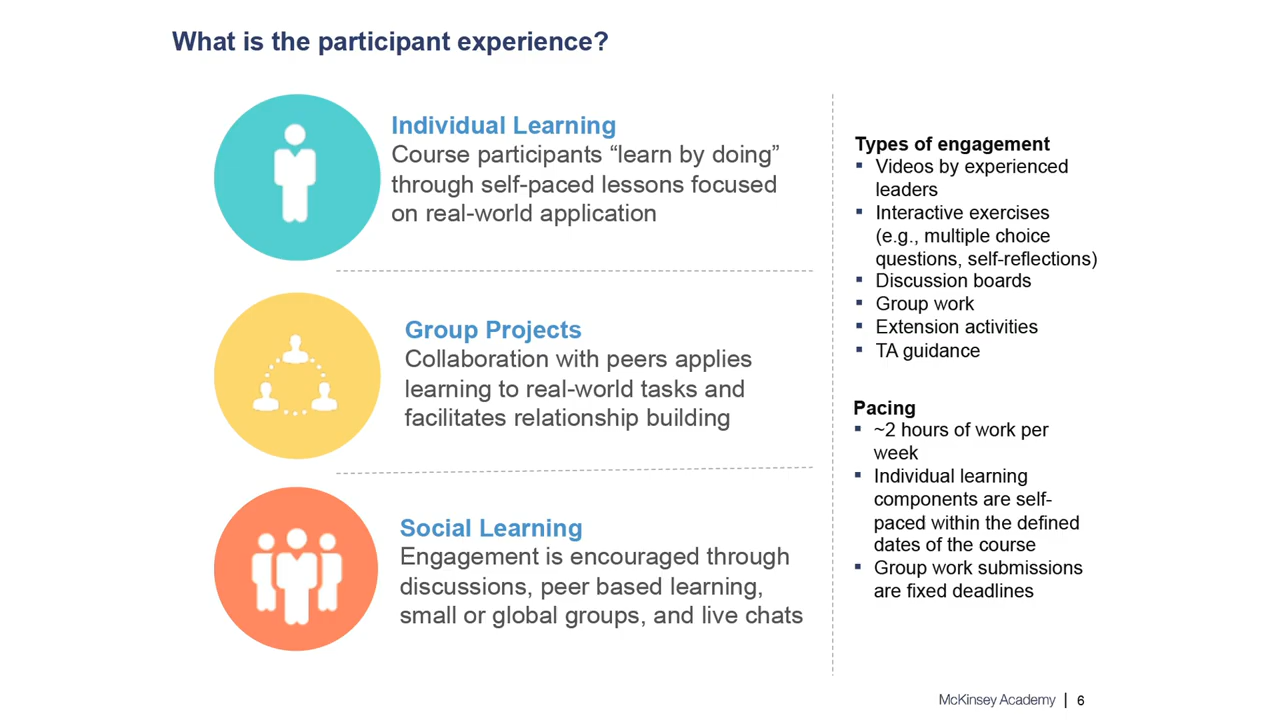 What is the participant experience?
Individual Learning
Course participants “learn by doing”
through self-paced lessons focused
on real-world application
Group Projects
Collaboration with peers applies
learning to real-world tasks and
facilitates relationship building
Social Learning
Engagement is encouraged through
discussions, peer based learning,
small or global groups, and live chats
Types of engagement
▪ Videos by experienced
leaders
▪ Interactive exercises
(e.g., multiple choice
questions, self-reflections)
▪ Discussion boards
▪ Group work
▪ Extension activities
▪ TA guidance
Pacing
▪ ~2 hours of work per
week
▪ Individual learning
components are self-
paced within the defined
dates of the course
▪ Group work submissions
are fixed deadlines
McKinsey Academy | 6